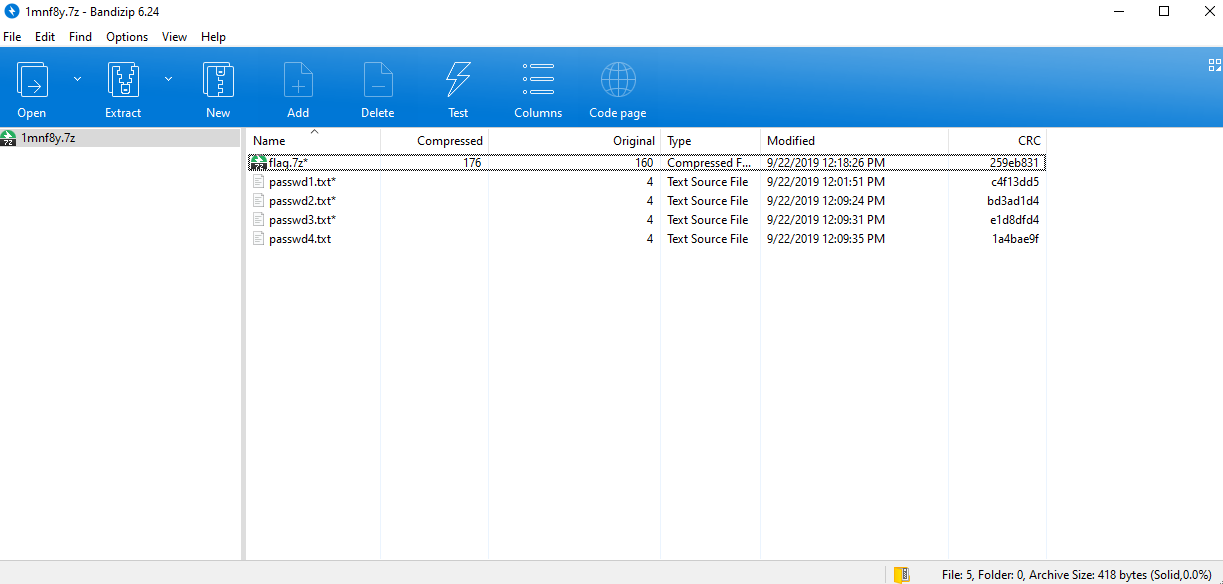 1mnf8y.7z - Bandizip 6.24
File Edit Find Options View Help
Open Extract New Add Delete Test Columns Code page
1mnf8y.7z
Name Compressed Original Type Modified CRC
flag.7z* 176 160 Compressed F... 9/22/2019 12:18:26 PM 259eb831
passwd1.txt* 4 Text Source File 9/22/2019 12:01:51 PM c4f13dd5
passwd2.txt* 4 Text Source File 9/22/2019 12:09:24 PM bd3ad1d4
passwd3.txt* 4 Text Source File 9/22/2019 12:09:31 PM e1d8dfd4
passwd4.txt 4 Text Source File 9/22/2019 12:09:35 PM 1a4bae9f
File: 5, Folder: 0, Archive Size: 418 bytes (Solid,0.0%)